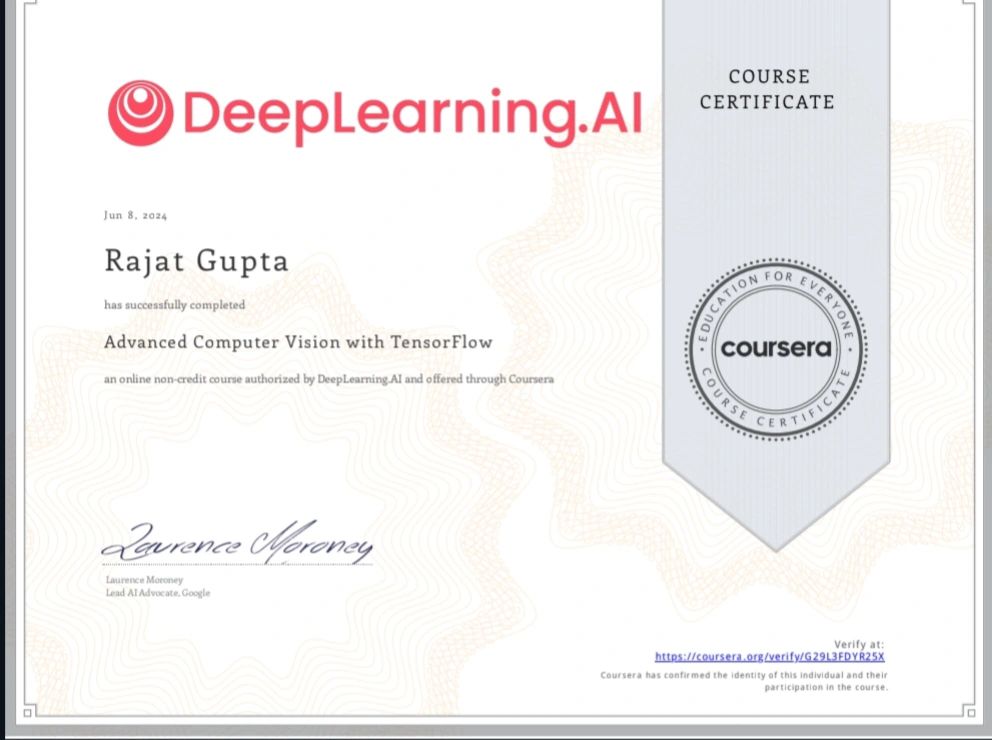 DeepLearning.AI
COURSE
CERTIFICATE
Jun 8, 2024
Rajat Gupta
has successfully completed
Advanced Computer Vision with TensorFlow
an online non-credit course authorized by DeepLearning.AI and offered through Coursera
EDUCATION FOR EVERYONE
coursera
COURSE CERTIFICATE
Laurence Moroney
Laurence Moroney
Lead AI Advocate, Google
Verify at:
https://coursera.org/verify/G29L3FDYR25X
Coursera has confirmed the identity of this individual and their
participation in the course.